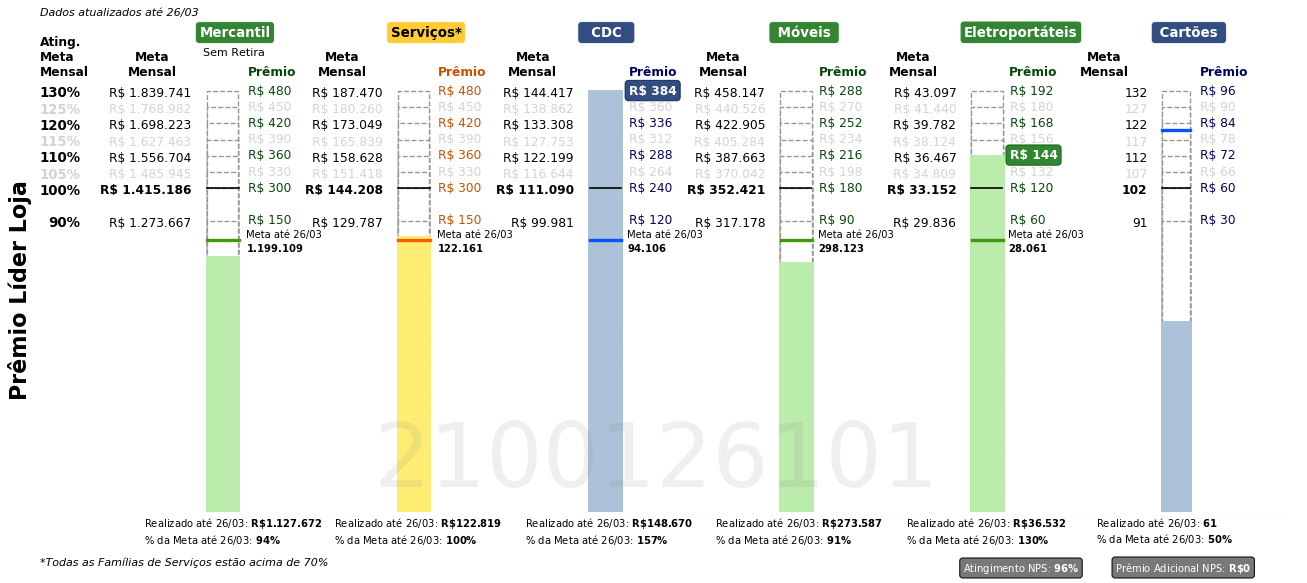 Dados atualizados até 26/03
Mercantil Serviços* CDC Móveis Eletroportáteis Cartões
Sem Retira
Ating. Meta Mensal Meta Mensal Prêmio Meta Mensal Prêmio Meta Mensal Prêmio Meta Mensal Prêmio Meta Mensal Prêmio Meta Mensal Prêmio
130% R$ 1.839.741 R$ 480 R$ 187.470 R$ 480 R$ 144.417 R$ 384 R$ 458.147 R$ 288 R$ 43.097 R$ 192 132 R$ 96
125% R$ 1.768.982 R$ 450 R$ 180.260 R$ 450 R$ 138.862 R$ 360 R$ 440.526 R$ 270 R$ 41.440 R$ 180 127 R$ 90
120% R$ 1.698.223 R$ 420 R$ 173.049 R$ 420 R$ 133.308 R$ 336 R$ 422.905 R$ 252 R$ 39.782 R$ 168 122 R$ 84
115% R$ 1.627.463 R$ 390 R$ 165.839 R$ 390 R$ 127.753 R$ 312 R$ 405.284 R$ 234 R$ 38.124 R$ 156 117 R$ 78
110% R$ 1.556.704 R$ 360 R$ 158.628 R$ 360 R$ 122.199 R$ 288 R$ 387.663 R$ 216 R$ 36.467 R$ 144 112 R$ 72
105% R$ 1.485.945 R$ 330 R$ 151.418 R$ 330 R$ 116.644 R$ 264 R$ 370.042 R$ 198 R$ 34.809 R$ 132 107 R$ 66
100% R$ 1.415.186 R$ 300 R$ 144.208 R$ 300 R$ 111.090 R$ 240 R$ 352.421 R$ 180 R$ 33.152 R$ 120 102 R$ 60
90% R$ 1.273.667 R$ 150 R$ 129.787 R$ 150 R$ 99.981 R$ 120 R$ 317.178 R$ 90 R$ 29.836 R$ 60 91 R$ 30
Meta até 26/03 Meta até 26/03 Meta até 26/03 Meta até 26/03 Meta até 26/03
1.199.109 122.161 94.106 298.123 28.061
Prêmio Líder Loja
2100126101
Realizado até 26/03: R$1.127.672 Realizado até 26/03: R$122.819 Realizado até 26/03: R$148.670 Realizado até 26/03: R$273.587 Realizado até 26/03: R$36.532 Realizado até 26/03: 61
% da Meta até 26/03: 94% % da Meta até 26/03: 100% % da Meta até 26/03: 157% % da Meta até 26/03: 91% % da Meta até 26/03: 130% % da Meta até 26/03: 50%
*Todas as Famílias de Serviços estão acima de 70% Atingimento NPS: 96% Prêmio Adicional NPS: R$0